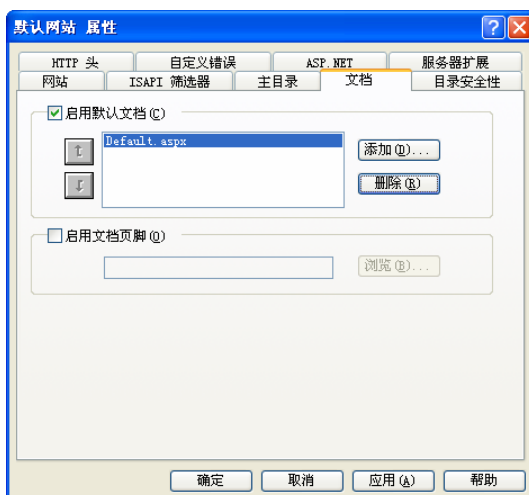 默认网站 属性
HTTP 头 自定义错误 ASP.NET 服务器扩展
网站 ISAPI 筛选器 主目录 文档 目录安全性
启用默认文档(C)
Default.aspx
添加(D)...
删除(R)
启用文档页脚(O)
浏览(B)...
确定 取消 应用(A) 帮助